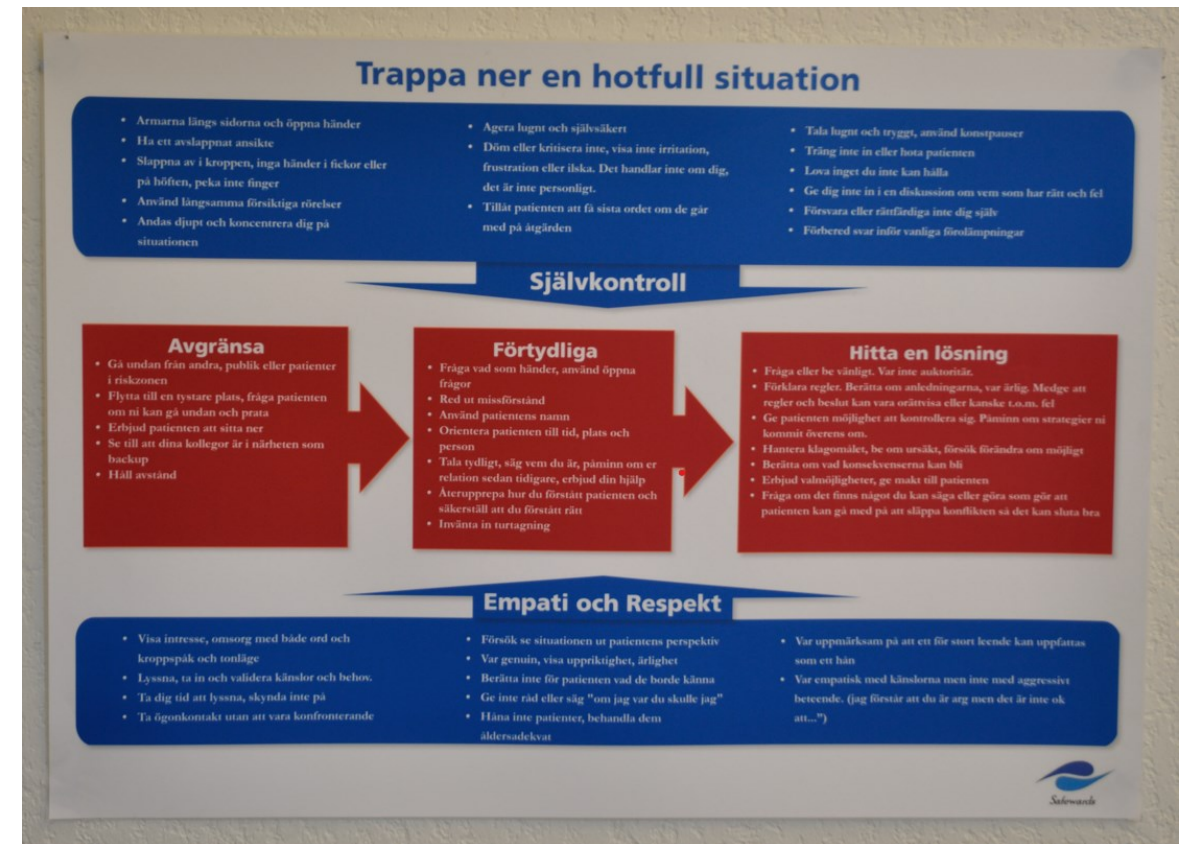 Trappa ner en hotfull situation
• Armarna längs sidorna och öppna händer
• Ha ett avslappnat ansikte
• Slappna av i kroppen, inga händer i fickor eller
på höften, peka inte finger
• Använd långsamma försiktiga rörelser
• Andas djupt och koncentrera dig på
situationen
• Agera lugnt och självsäkert
• Döm eller kritisera inte, visa inte irritation,
frustration eller ilska. Det handlar inte om dig,
det är inte personligt.
• Tillåt patienten att få sista ordet om de går
med på åtgärden
• Tala lugnt och tryggt, använd konstpauser
• Träng inte in eller hota patienten
• Lova inget du inte kan hålla
• Ge dig inte in i en diskussion om vem som har rätt och fel
• Försvara eller rättfärdiga inte dig själv
• Förbered svar inför vanliga förolämpningar
Självkontroll
Avgränsa
• Gå undan från andra, publik eller patienter
i riskzonen
• Flytta till en tystare plats, fråga patienten
om ni kan gå undan och prata
• Erbjud patienten att sitta ner
• Se till att dina kollegor är i närheten som
backup
• Håll avstånd
Förtydliga
• Fråga vad som händer, använd öppna
frågor
• Red ut missförstånd
• Använd patientens namn
• Orientera patienten till tid, plats och
person
• Tala tydligt, säg vem du är, påminn om er
relation sedan tidigare, erbjud din hjälp
• Återupprepa hur du förstått patienten och
säkerställ att du förstått rätt
• Invänta in turtagning
Hitta en lösning
• Fråga eller be vänligt. Var inte auktoritär.
• Förklara regler. Berätta om anledningarna, var ärlig. Medge att
regler och beslut kan vara orättvisa eller kanske t.o.m. fel
• Ge patienten möjlighet att kontrollera sig. Påminn om strategier ni
kommit överens om.
• Hantera klagomålet, be om ursäkt, försök förändra om möjligt
• Berätta om vad konsekvenserna kan bli
• Erbjud valmöjligheter, ge makt till patienten
• Fråga om det finns något du kan säga eller göra som gör att
patienten kan gå med på att släppa konflikten så det kan sluta bra
Empati och Respekt
• Visa intresse, omsorg med både ord och
kroppspåk och tonläge
• Lyssna, ta in och validera känslor och behov.
• Ta dig tid att lyssna, skynda inte på
• Ta ögonkontakt utan att vara konfronterande
• Försök se situationen ut patientens perspektiv
• Var genuin, visa uppriktighet, ärlighet
• Berätta inte för patienten vad de borde känna
• Ge inte råd eller säg "om jag var du skulle jag"
• Håna inte patienter, behandla dem
åldersadekvat
• Var uppmärksam på att ett för stort leende kan uppfattas
som ett hån
• Var empatisk med känslorna men inte med aggressivt
beteende. (jag förstår att du är arg men det är inte ok
att...")
Safewards